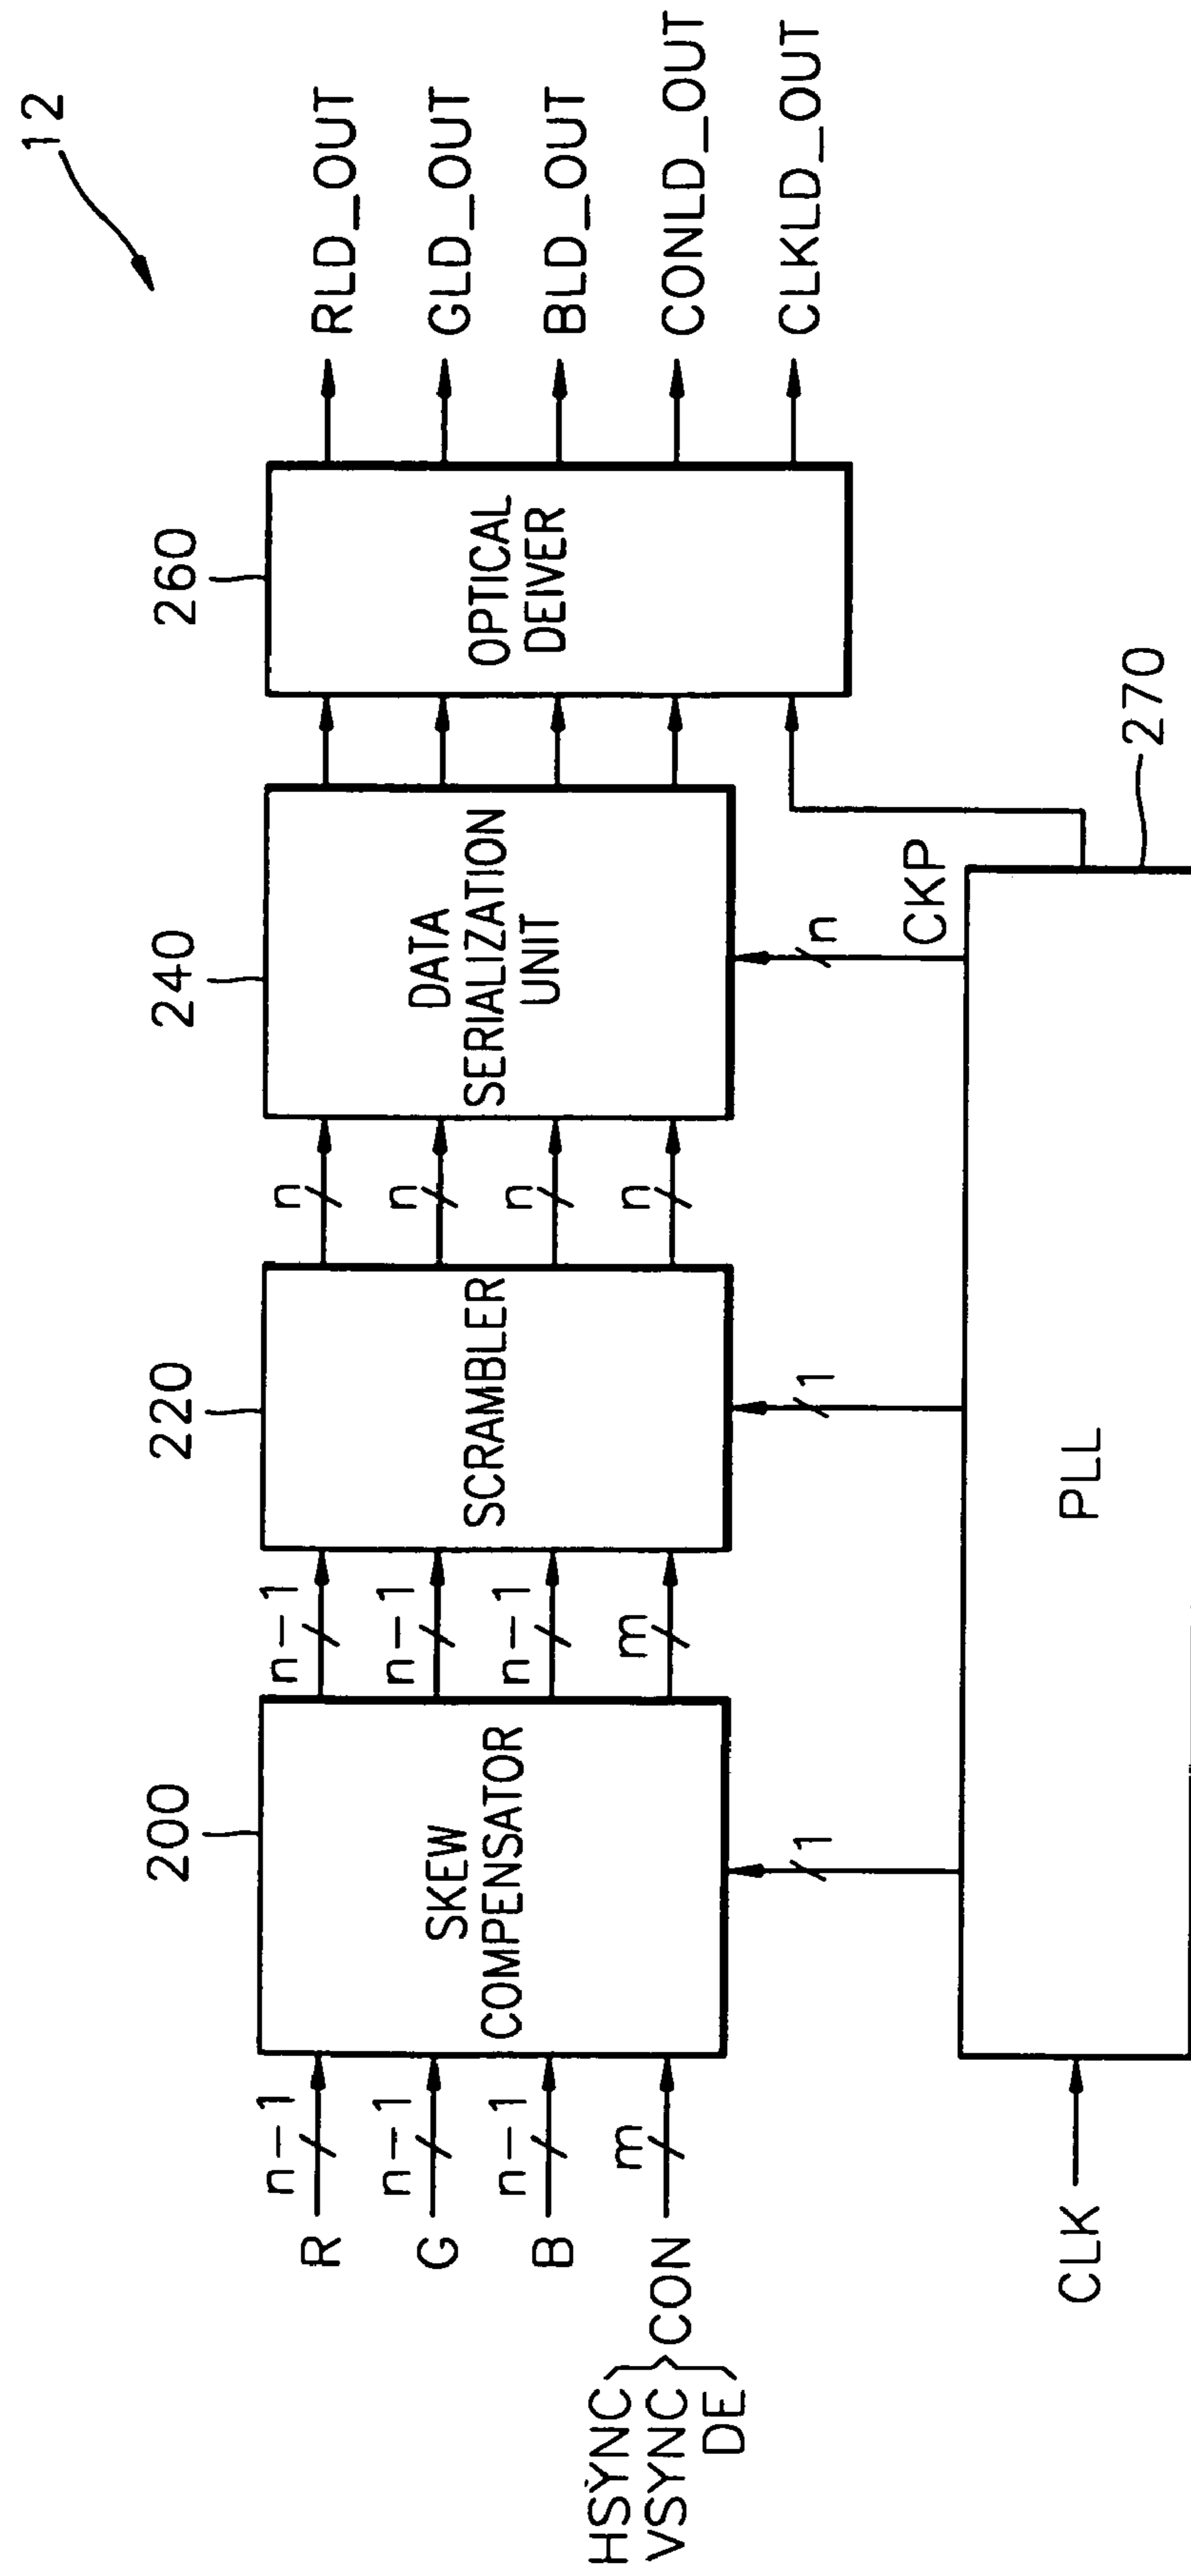 12
200
220
240
260
R
G
B
HSYNC
VSYNC
DE
CON
n-1
n-1
n-1
m
SKEW
COMPENSATOR
n-1
n-1
n-1
m
SCRAMBLER
n
n
n
n
DATA
SERIALIZATION
UNIT
OPTICAL
DEIVER
RLD_OUT
GLD_OUT
BLD_OUT
CONLD_OUT
CLKLD_OUT
1
1
n
CKP
CLK
PLL
270